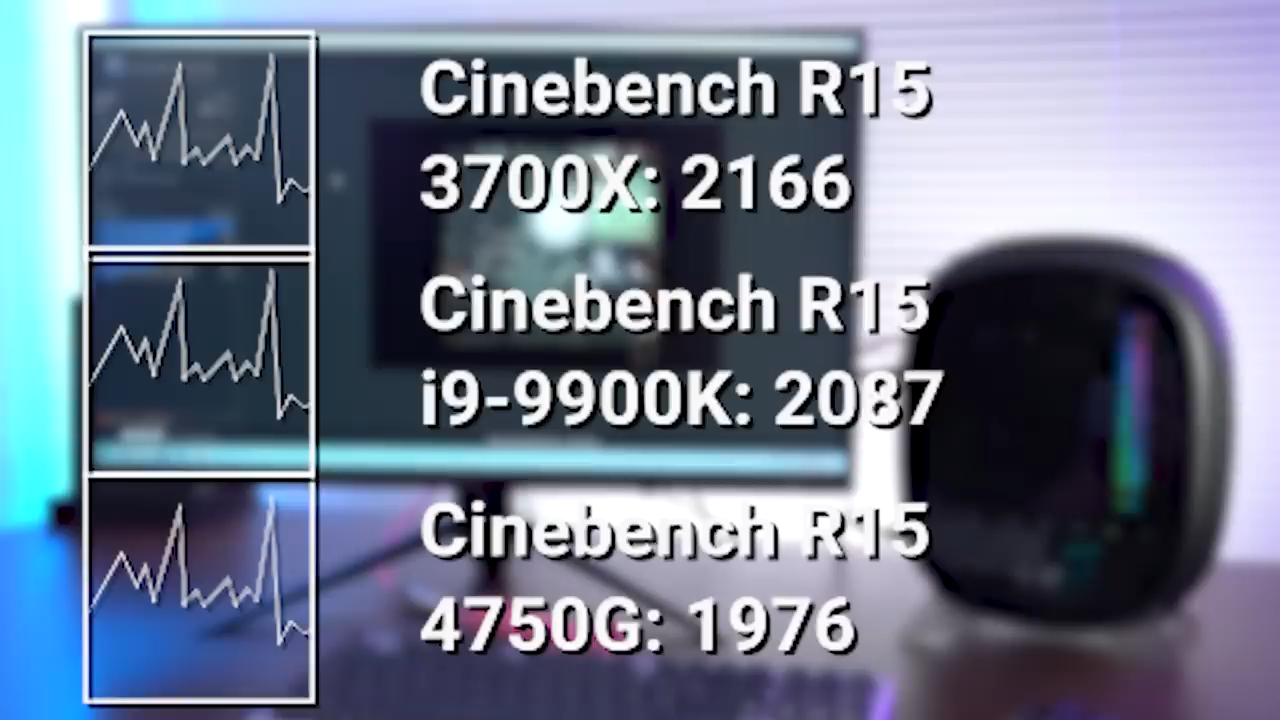 Cinebench R15
3700X: 2166
Cinebench R15
i9-9900K: 2087
Cinebench R15
4750G: 1976